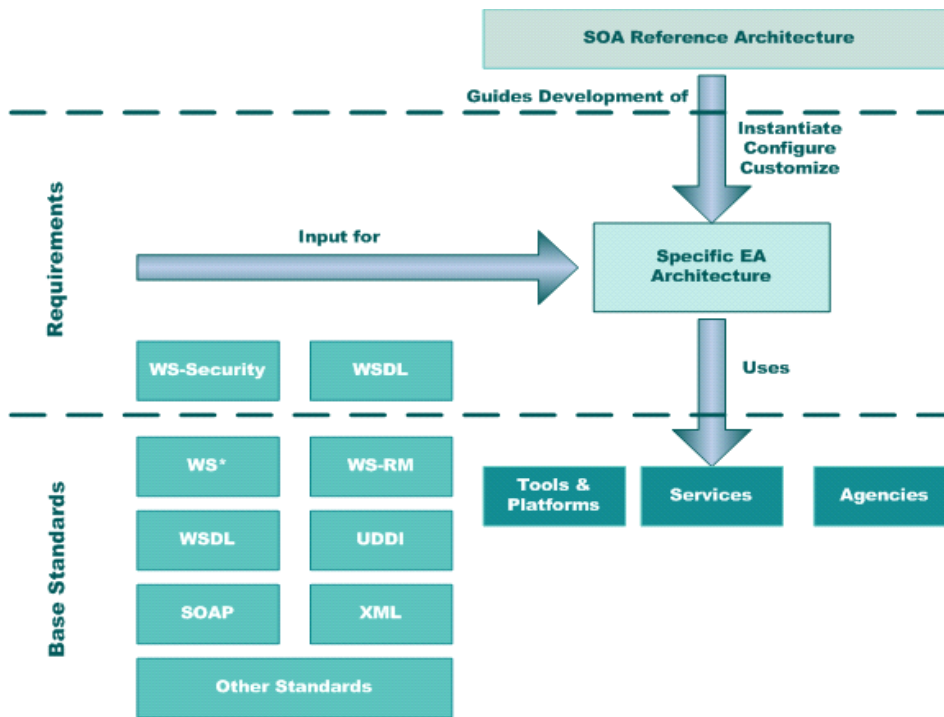 SOA Reference Architecture
Guides Development of
Instantiate
Configure
Customize
Requirements
Input for
Specific EA
Architecture
WS-Security
WSDL
Uses
Base Standards
WS*
WS-RM
Tools &
Platforms
Services
Agencies
WSDL
UDDI
SOAP
XML
Other Standards